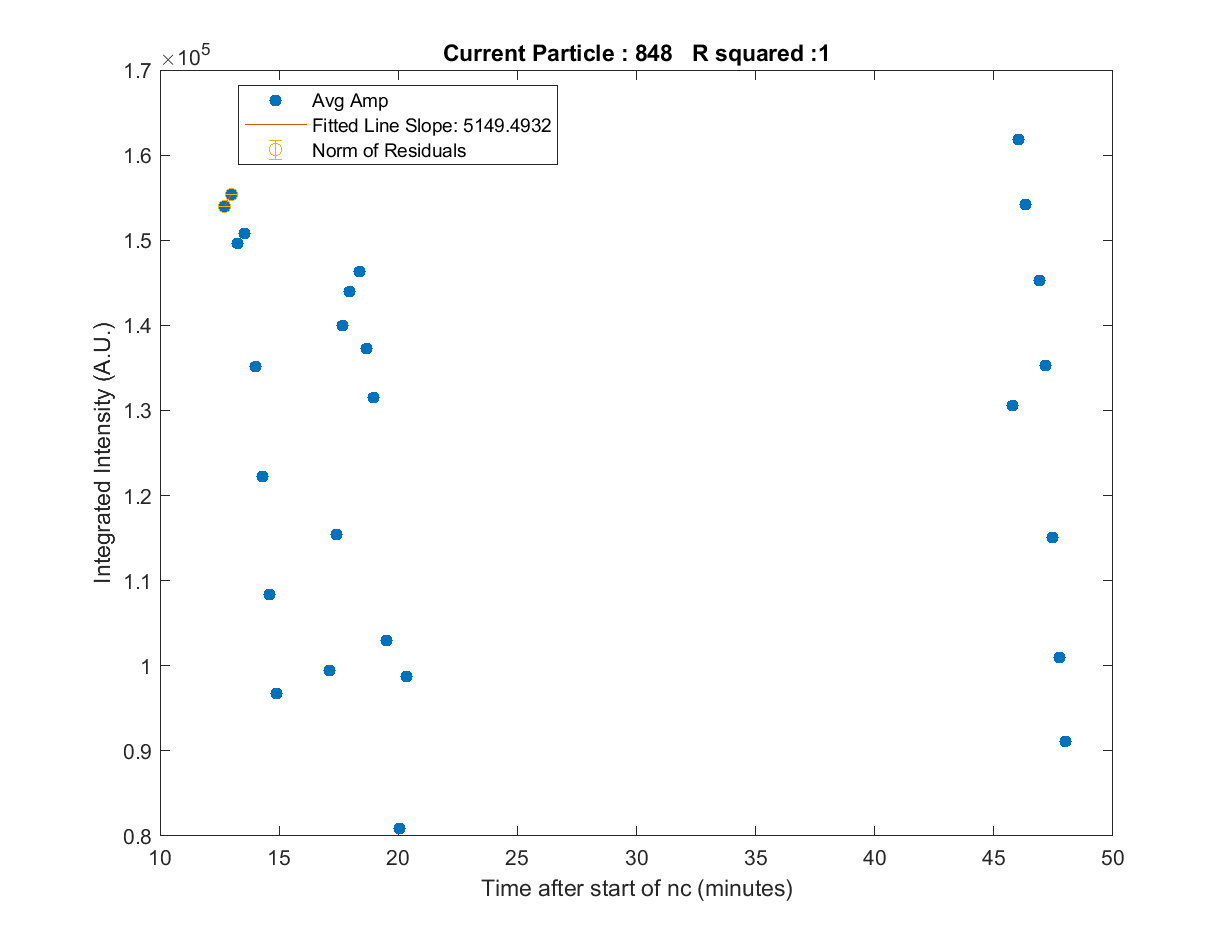 Current Particle : 848 R squared :1
×10^5
Avg Amp
Fitted Line Slope: 5149.4932
Norm of Residuals
1.7
1.6
1.5
1.4
1.3
1.2
1.1
1
0.9
0.8
Integrated Intensity (A.U.)
10 15 20 25 30 35 40 45 50
Time after start of nc (minutes)